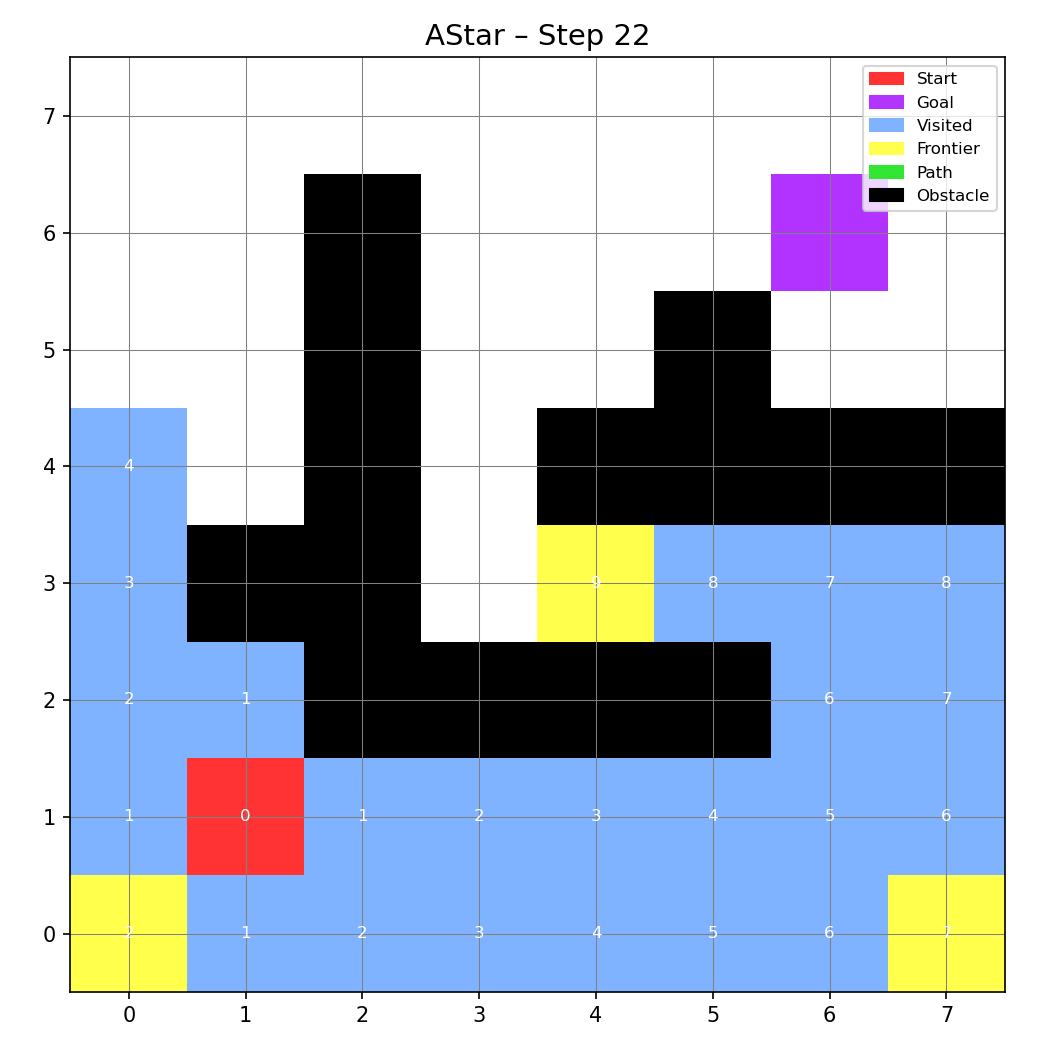 AStar – Step 22
Start
Goal
Visited
Frontier
Path
Obstacle
7
6
5
4 4
3 3 9 8 7 8
2 2 1 6 7
1 1 0 1 2 3 4 5 6
0 2 1 2 3 4 5 6 7
0 1 2 3 4 5 6 7